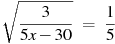 √(3/(5x − 30)) = 1/5